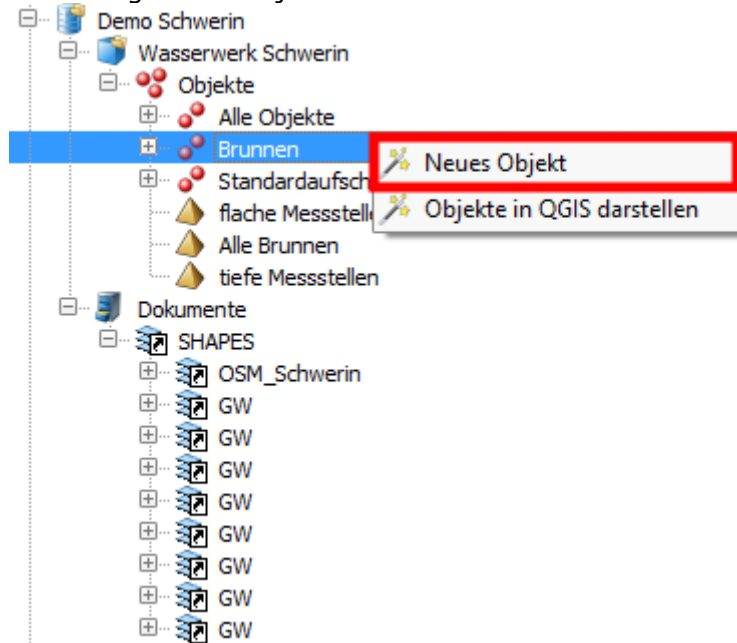 Demo Schwerin
Wasserwerk Schwerin
Objekte
Alle Objekte
Brunnen
Neues Objekt
Standardaufsch
Objekte in QGIS darstellen
flache Messstell
Alle Brunnen
tiefe Messstellen
Dokumente
SHAPES
OSM_Schwerin
GW
GW
GW
GW
GW
GW
GW
GW